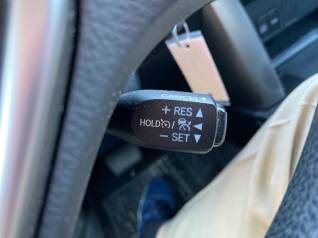 CANCEL
+ RES ▲
HOLD / ◀
− SET ▼